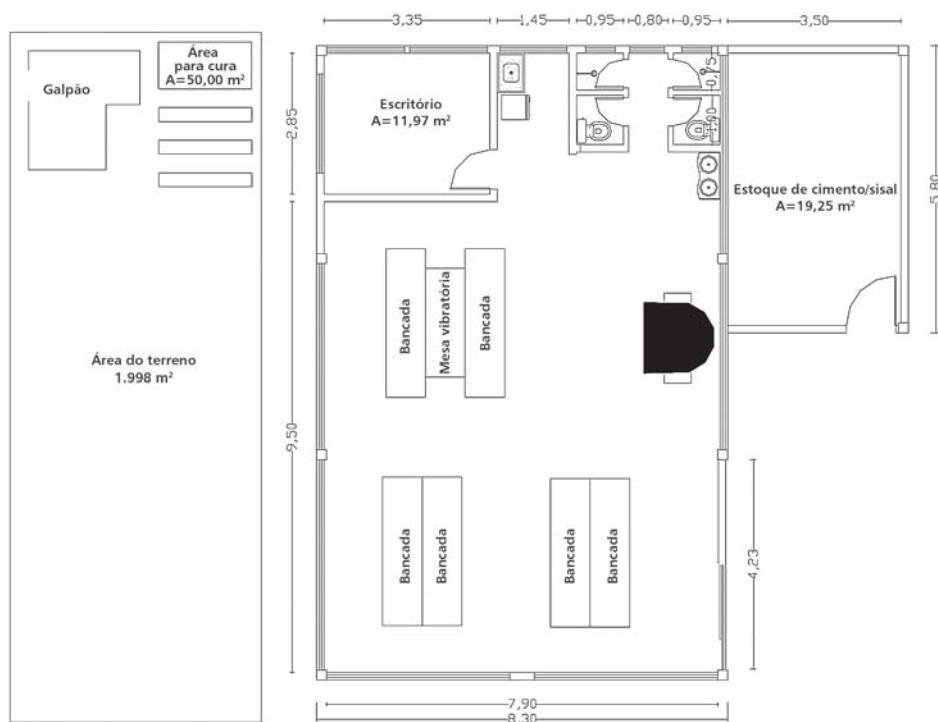 Galpão
Área
para cura
A=50,00 m²
Área do terreno
1.998 m²
3,35
1,45
0,95
0,80
0,95
3,50
2,85
Escritório
A=11,97 m²
0,75
1,00
Estoque de cimento/sisal
A=19,25 m²
5,80
9,50
Bancada
Mesa vibratória
Bancada
Bancada
Bancada
Bancada
Bancada
4,23
7,90
8,30